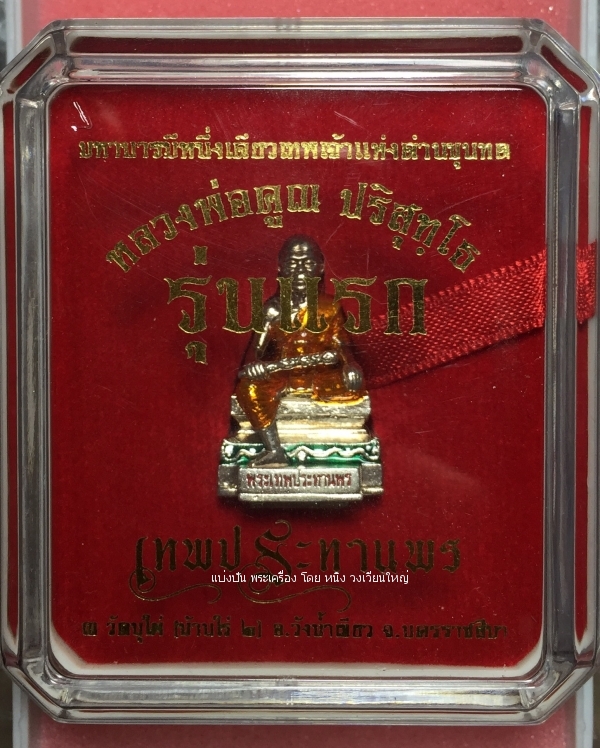 มหาบารมีหนึ่งเดียวเทพเจ้าแห่งด่านขุนทด
หลวงพ่อคูณ ปริสุทฺโธ
รุ่นแรก
พระเทพประทานพร
เทพประทานพร
แบ่งปัน พระเครื่อง โดย หนึ่ง วงเวียนใหญ่
ณ วัดบุไผ่ (บ้านไร่ ๒) อ.วังน้ำเขียว จ.นครราชสีมา